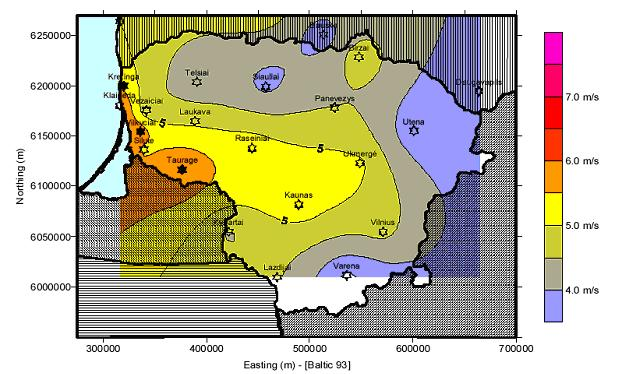 6250000
6200000
6150000
6100000
6050000
6000000
Northing (m)
Birzai
Telsiai
Siauliai
Daugavpils
Kretinga
Klaipeda
Vezaiciai
Panevezys
Laukava
5
Utena
Raseiniai
5
Ukmergé
Taurage
Kaunas
5
Vilnius
Lazdijai
Varena
300000
400000
500000
600000
700000
Easting (m) - [Baltic 93]
7.0 m/s
6.0 m/s
5.0 m/s
4.0 m/s